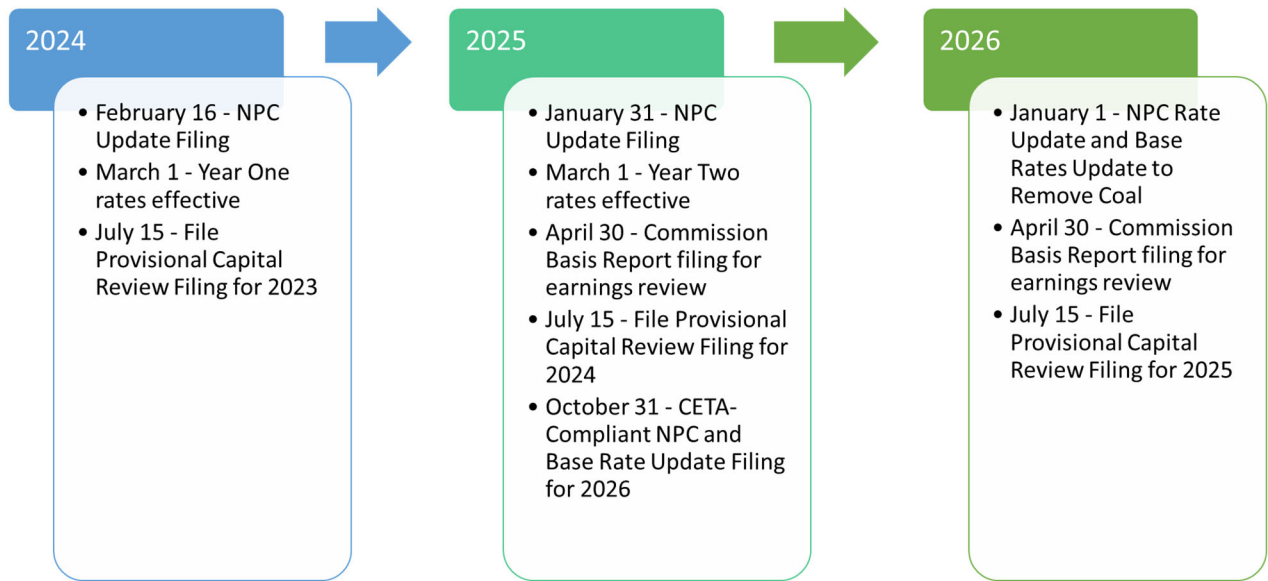 2024
• February 16 - NPC
Update Filing
• March 1 - Year One
rates effective
• July 15 - File
Provisional Capital
Review Filing for 2023
2025
• January 31 - NPC
Update Filing
• March 1 - Year Two
rates effective
• April 30 - Commission
Basis Report filing for
earnings review
• July 15 - File Provisional
Capital Review Filing for
2024
• October 31 - CETA-
Compliant NPC and
Base Rate Update Filing
for 2026
2026
• January 1 - NPC Rate
Update and Base
Rates Update to
Remove Coal
• April 30 - Commission
Basis Report filing for
earnings review
• July 15 - File
Provisional Capital
Review Filing for 2025